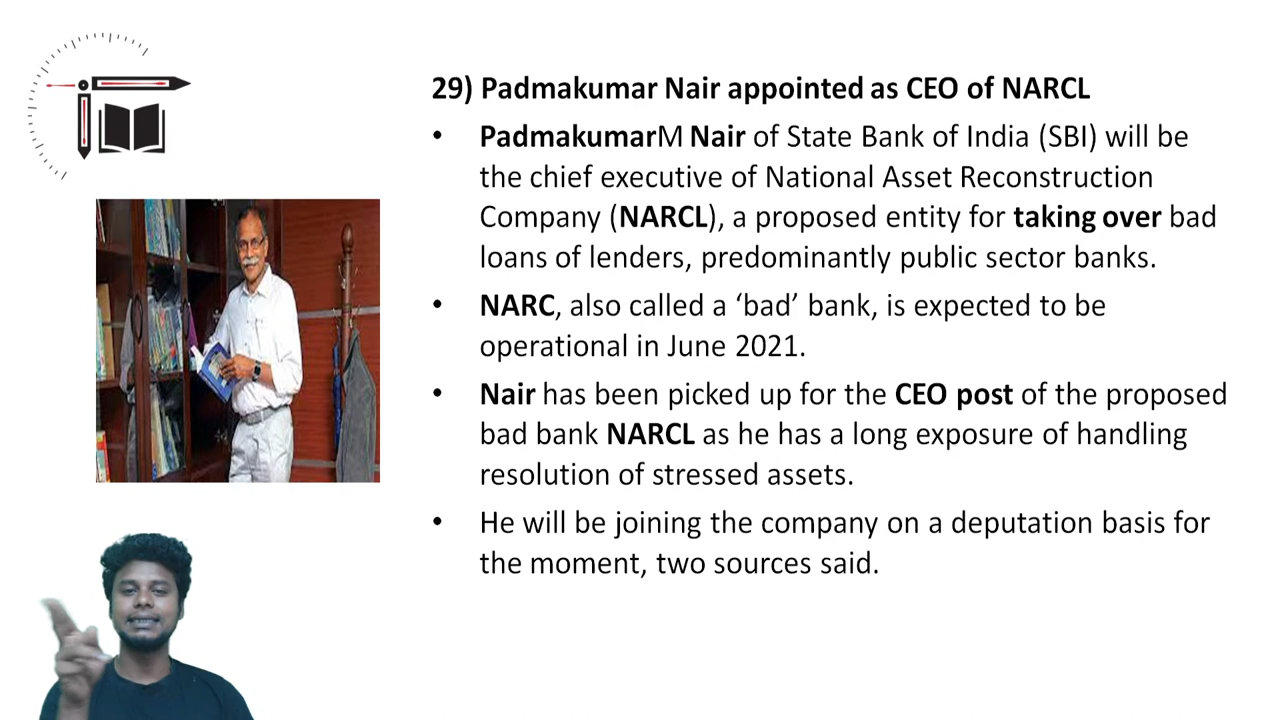 29) Padmakumar Nair appointed as CEO of NARCL
• PadmakumarM Nair of State Bank of India (SBI) will be
the chief executive of National Asset Reconstruction
Company (NARCL), a proposed entity for taking over bad
loans of lenders, predominantly public sector banks.
• NARC, also called a ‘bad’ bank, is expected to be
operational in June 2021.
• Nair has been picked up for the CEO post of the proposed
bad bank NARCL as he has a long exposure of handling
resolution of stressed assets.
• He will be joining the company on a deputation basis for
the moment, two sources said.